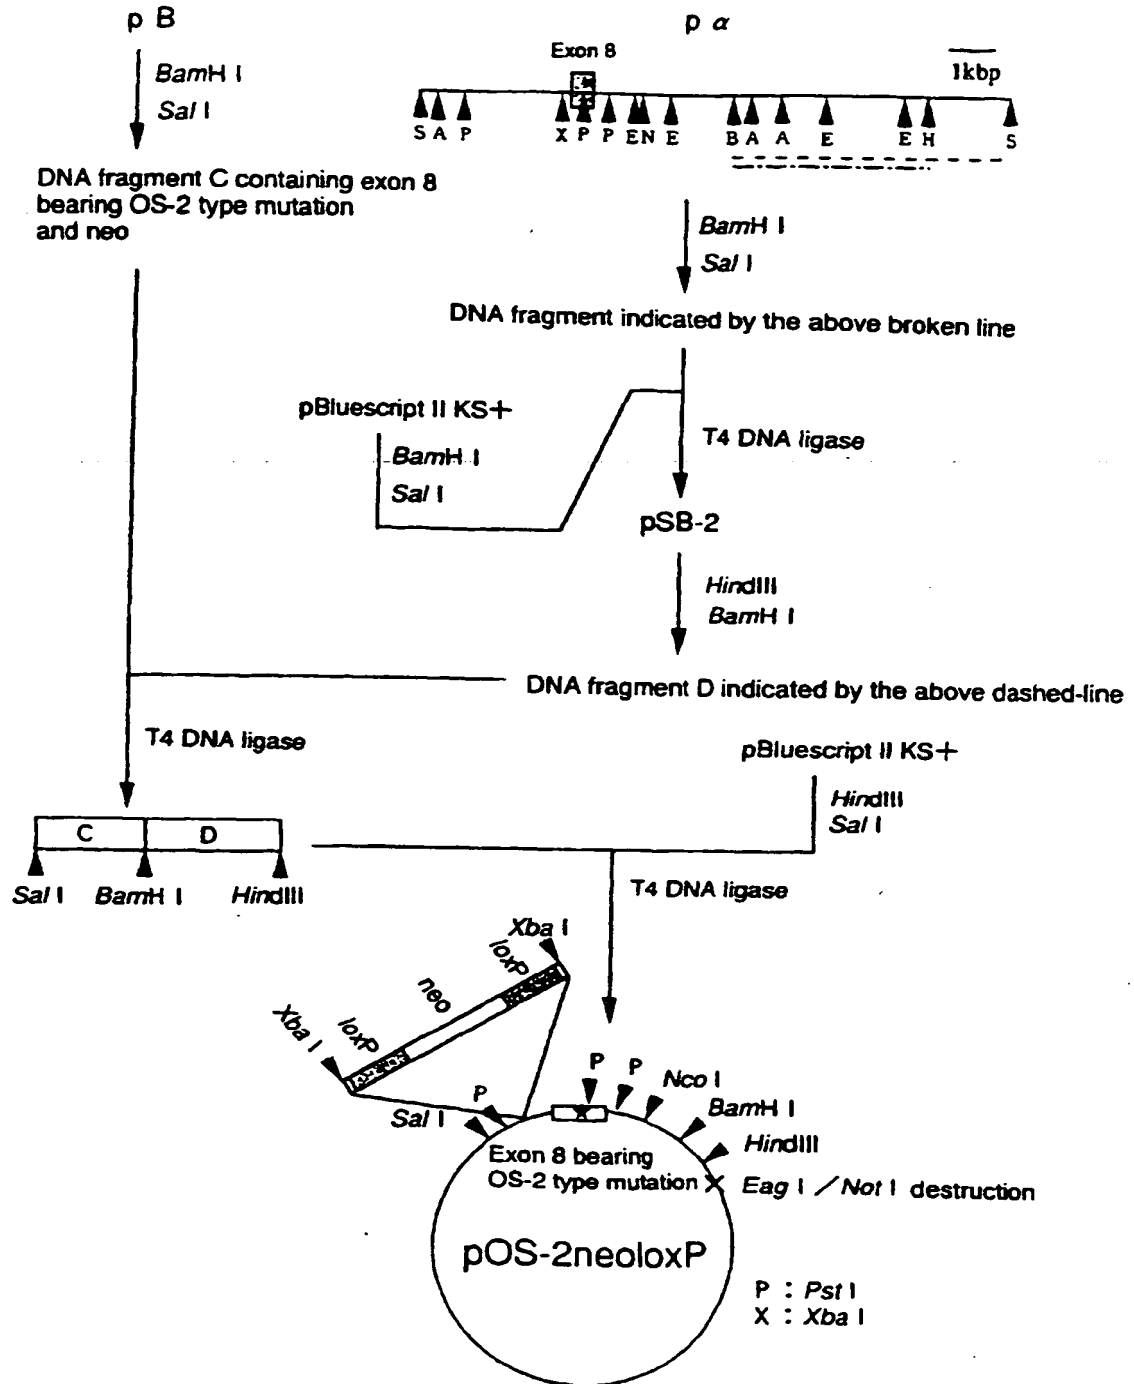 p B
p α
BamH I
Sal I
Exon 8
1kbp
S A P X P P E N E B A A E E H S
DNA fragment C containing exon 8
bearing OS-2 type mutation
and neo
BamH I
Sal I
DNA fragment indicated by the above broken line
pBluescript II KS+
BamH I
Sal I
T4 DNA ligase
pSB-2
HindIII
BamH I
DNA fragment D indicated by the above dashed-line
T4 DNA ligase
pBluescript II KS+
HindIII
Sal I
C D
Sal I BamH I HindIII
T4 DNA ligase
Xba I
loxP
neo
loxP
Xba I
P
P
P
Nco I
Sal I
BamH I
HindIII
Exon 8 bearing
OS-2 type mutation
Eag I / Not I destruction
pOS-2neoloxP
P : Pst I
X : Xba I